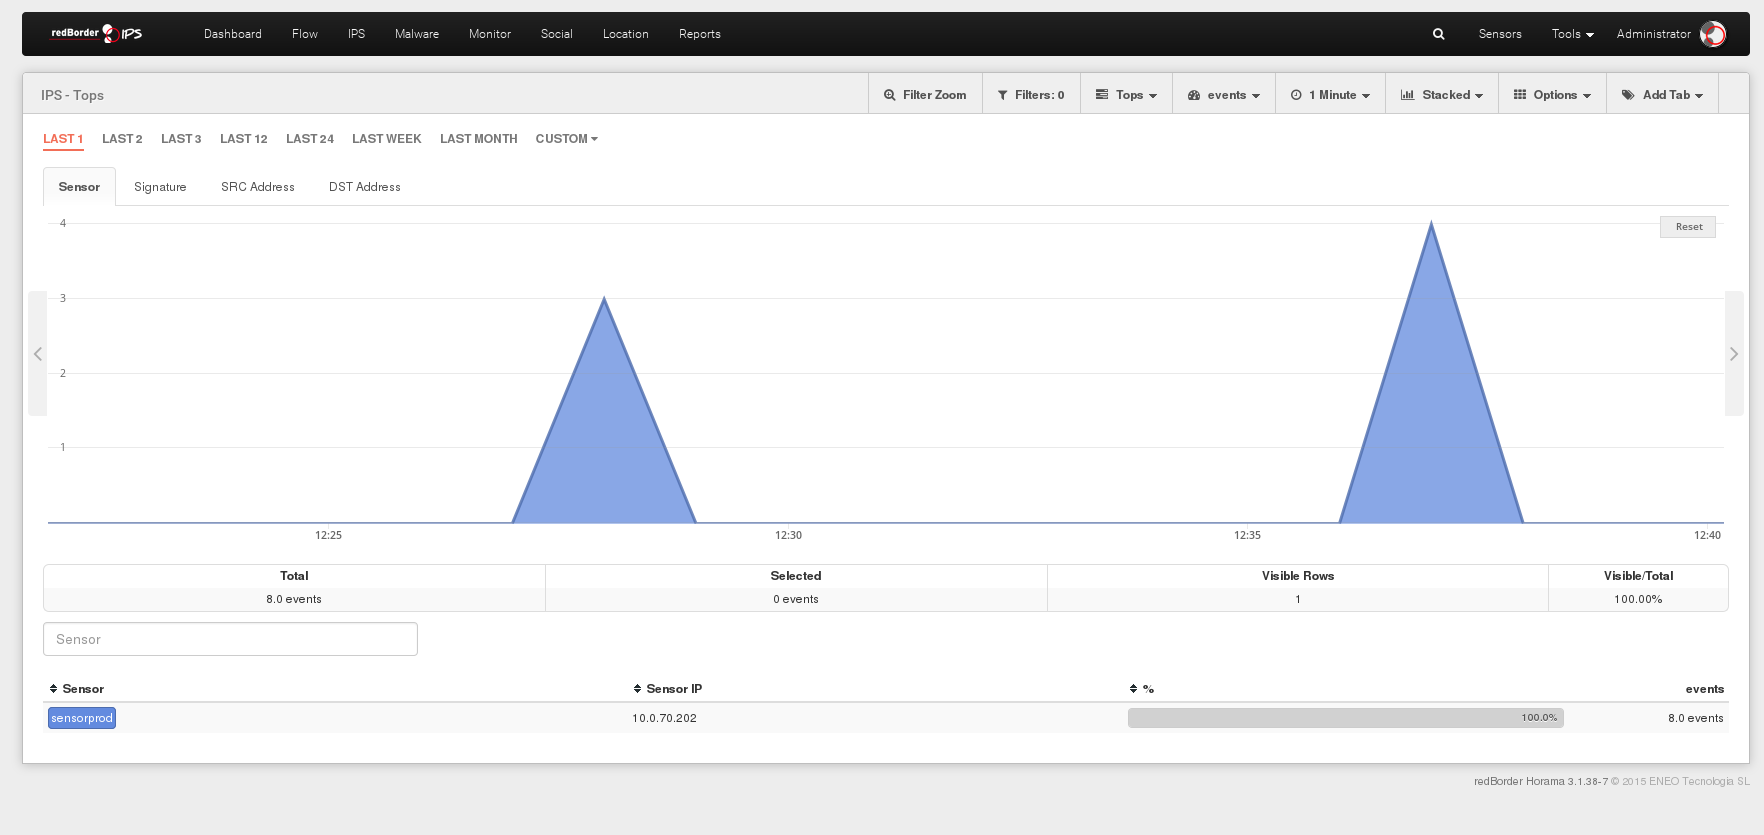 redBorder IPS Dashboard Flow IPS Malware Monitor Social Location Reports Sensors Tools Administrator
IPS - Tops Filter Zoom Filters: 0 Tops events 1 Minute Stacked Options Add Tab
LAST 1 LAST 2 LAST 3 LAST 12 LAST 24 LAST WEEK LAST MONTH CUSTOM
Sensor Signature SRC Address DST Address
4 Reset
3
2
1
12:25 12:30 12:35 12:40
Total Selected Visible Rows Visible/Total
8.0 events 0 events 1 100.00%
Sensor
Sensor Sensor IP % events
sensorprod 10.0.70.202 100.0% 8.0 events
redBorder Horama 3.1.38-7 © 2015 ENEO Tecnologia SL